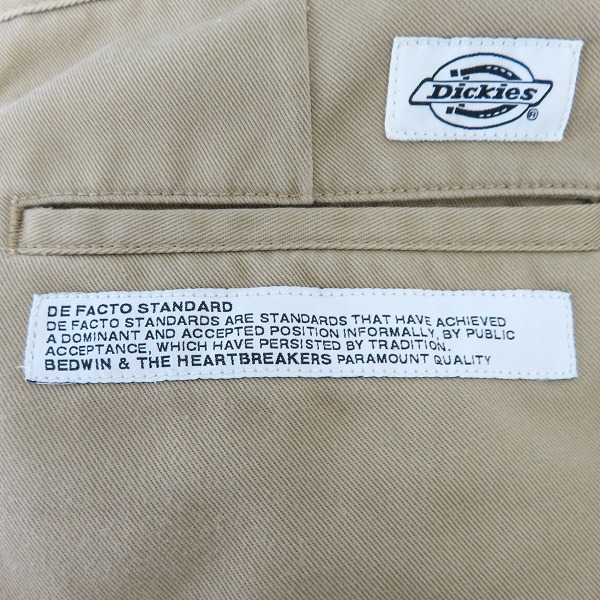 Dickies
®
DE FACTO STANDARD
DE FACTO STANDARDS ARE STANDARDS THAT HAVE ACHIEVED
A DOMINANT AND ACCEPTED POSITION INFORMALLY, BY PUBLIC
ACCEPTANCE, WHICH HAVE PERSISTED BY TRADITION.
BEDWIN & THE HEARTBREAKERS PARAMOUNT QUALITY